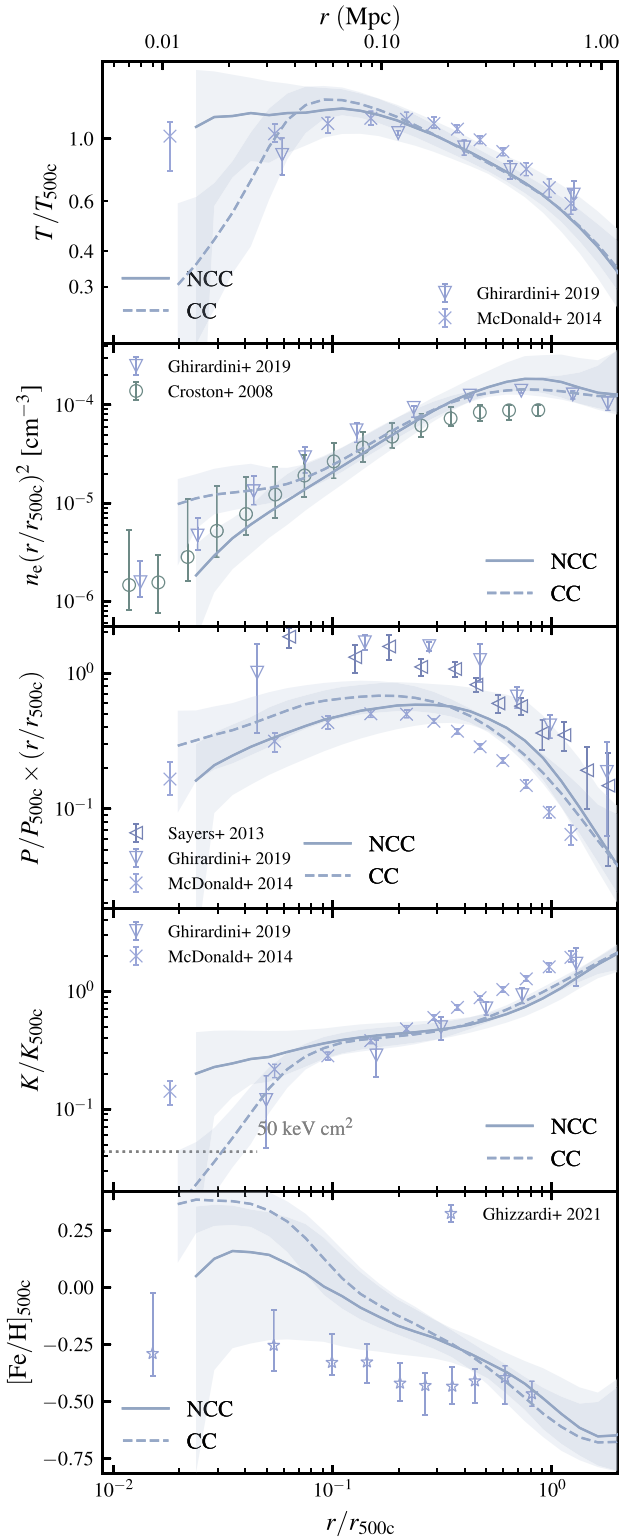 r (Mpc)
0.01 0.10 1.00
T/T500c
1.0
0.6
0.4
0.3
NCC
CC
Ghirardini+ 2019
McDonald+ 2014
ne(r/r500c)² [cm⁻³]
10⁻⁴
10⁻⁵
10⁻⁶
Ghirardini+ 2019
Croston+ 2008
NCC
CC
P/P500c × (r/r500c)
10⁰
10⁻¹
Sayers+ 2013
Ghirardini+ 2019
McDonald+ 2014
NCC
CC
K/K500c
10⁰
10⁻¹
Ghirardini+ 2019
McDonald+ 2014
50 keV cm²
NCC
CC
[Fe/H]500c
0.25
0.00
−0.25
−0.50
−0.75
Ghizzardi+ 2021
NCC
CC
10⁻² 10⁻¹ 10⁰
r/r500c